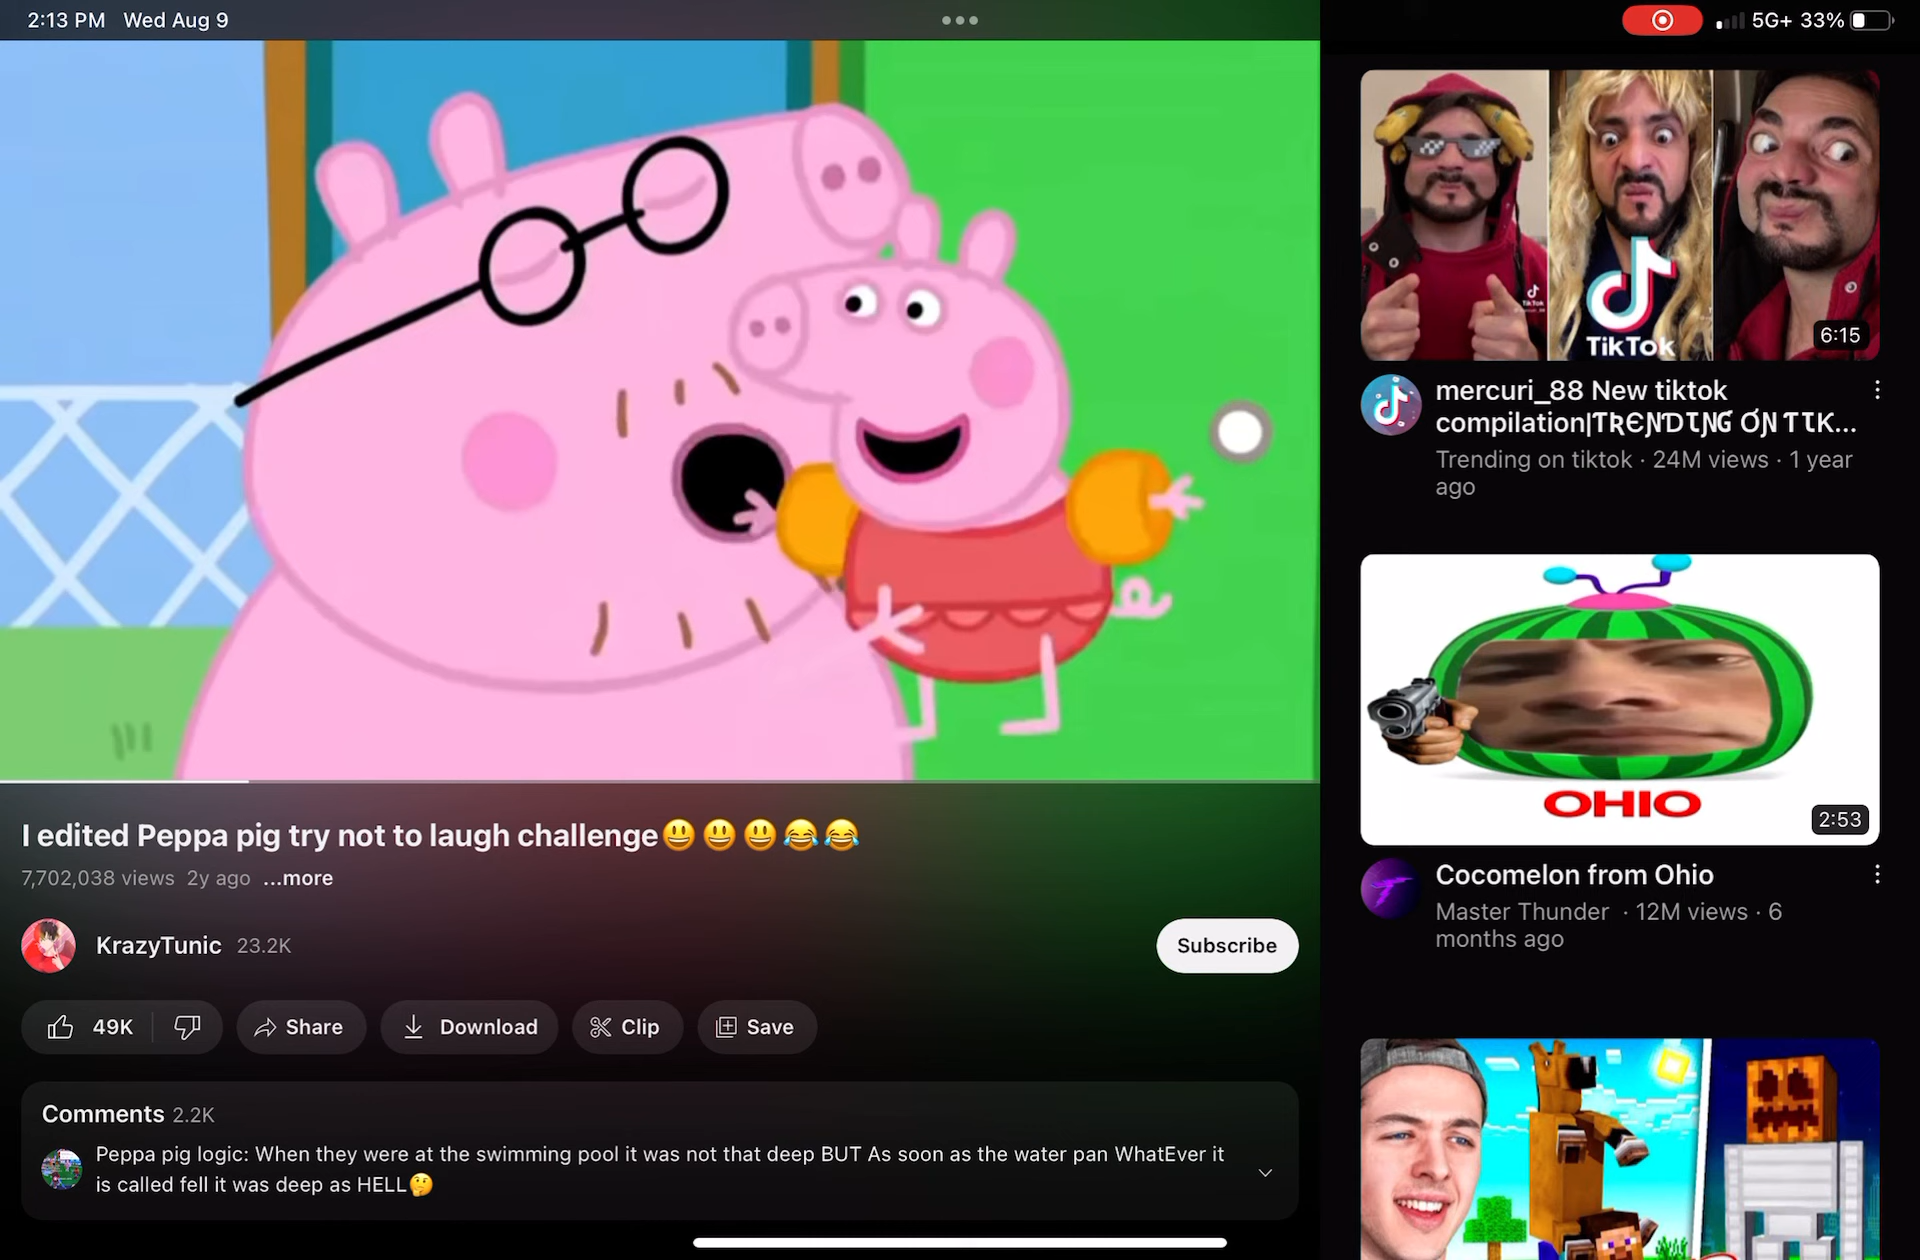 2:13 PM Wed Aug 9
5G+ 33%
TikTok
6:15
mercuri_88 New tiktok
compilation|ƬƦЄƝƊƖƝƓ ƠƝ ƬƖK...
Trending on tiktok · 24M views · 1 year
ago
OHIO
2:53
Cocomelon from Ohio
Master Thunder · 12M views · 6
months ago
I edited Peppa pig try not to laugh challenge😃😃😃😂😂
7,702,038 views 2y ago ...more
KrazyTunic 23.2K
Subscribe
49K
Share
Download
Clip
Save
Comments 2.2K
Peppa pig logic: When they were at the swimming pool it was not that deep BUT As soon as the water pan WhatEver it
is called fell it was deep as HELL🤔